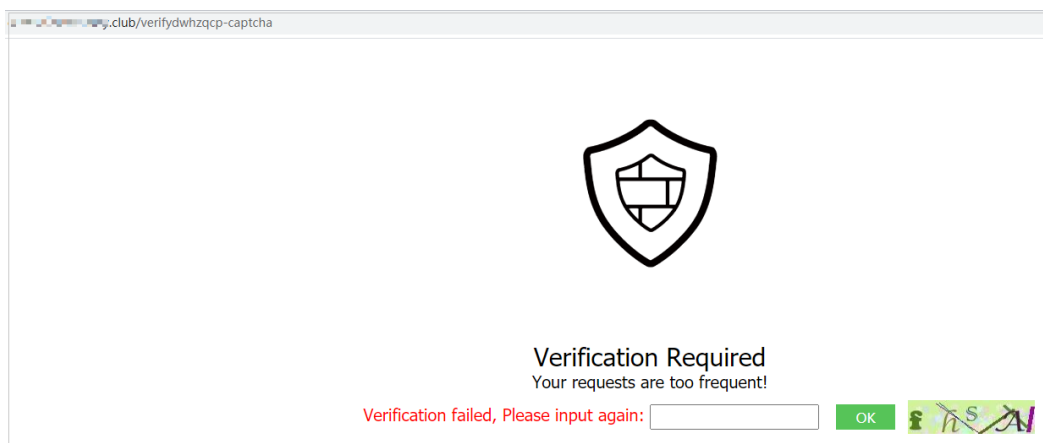 .club/verifydwhzqcp-captcha
Verification Required
Your requests are too frequent!
Verification failed, Please input again:
OK